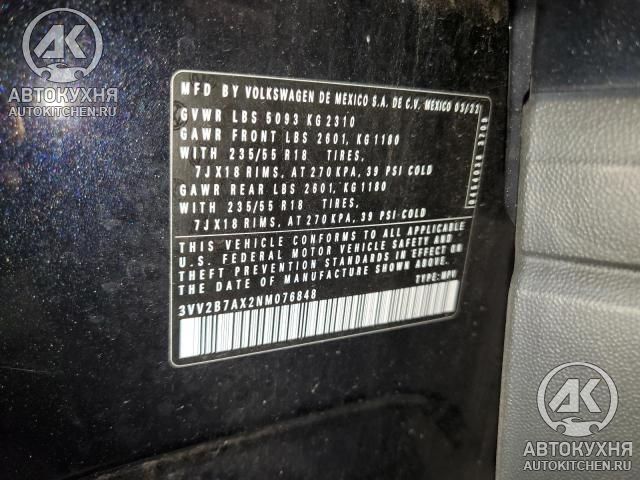 АК
АВТОКУХНЯ
AUTOKITCHEN.RU
MFD BY VOLKSWAGEN DE MEXICO S.A. DE C.V. MEXICO 03/22
GVWR LBS 5093 KG 2310
GAWR FRONT LBS 2601, KG 1180
WITH 235/55 R18 TIRES,
7JX18 RIMS, AT 270 KPA, 39 PSI COLD
GAWR REAR LBS 2601, KG 1180
WITH 235/55 R18 TIRES,
7JX18 RIMS, AT 270 KPA, 39 PSI COLD
THIS VEHICLE CONFORMS TO ALL APPLICABLE
U.S. FEDERAL MOTOR VEHICLE SAFETY AND
THEFT PREVENTION STANDARDS IN EFFECT ON
THE DATE OF MANUFACTURE SHOWN ABOVE.
TYPE: MPV
3VV2B7AX2NM076848
АК
АВТОКУХНЯ
AUTOKITCHEN.RU